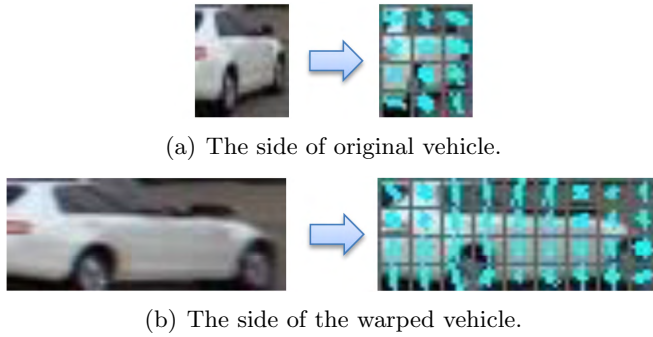 (a) The side of original vehicle.
(b) The side of the warped vehicle.